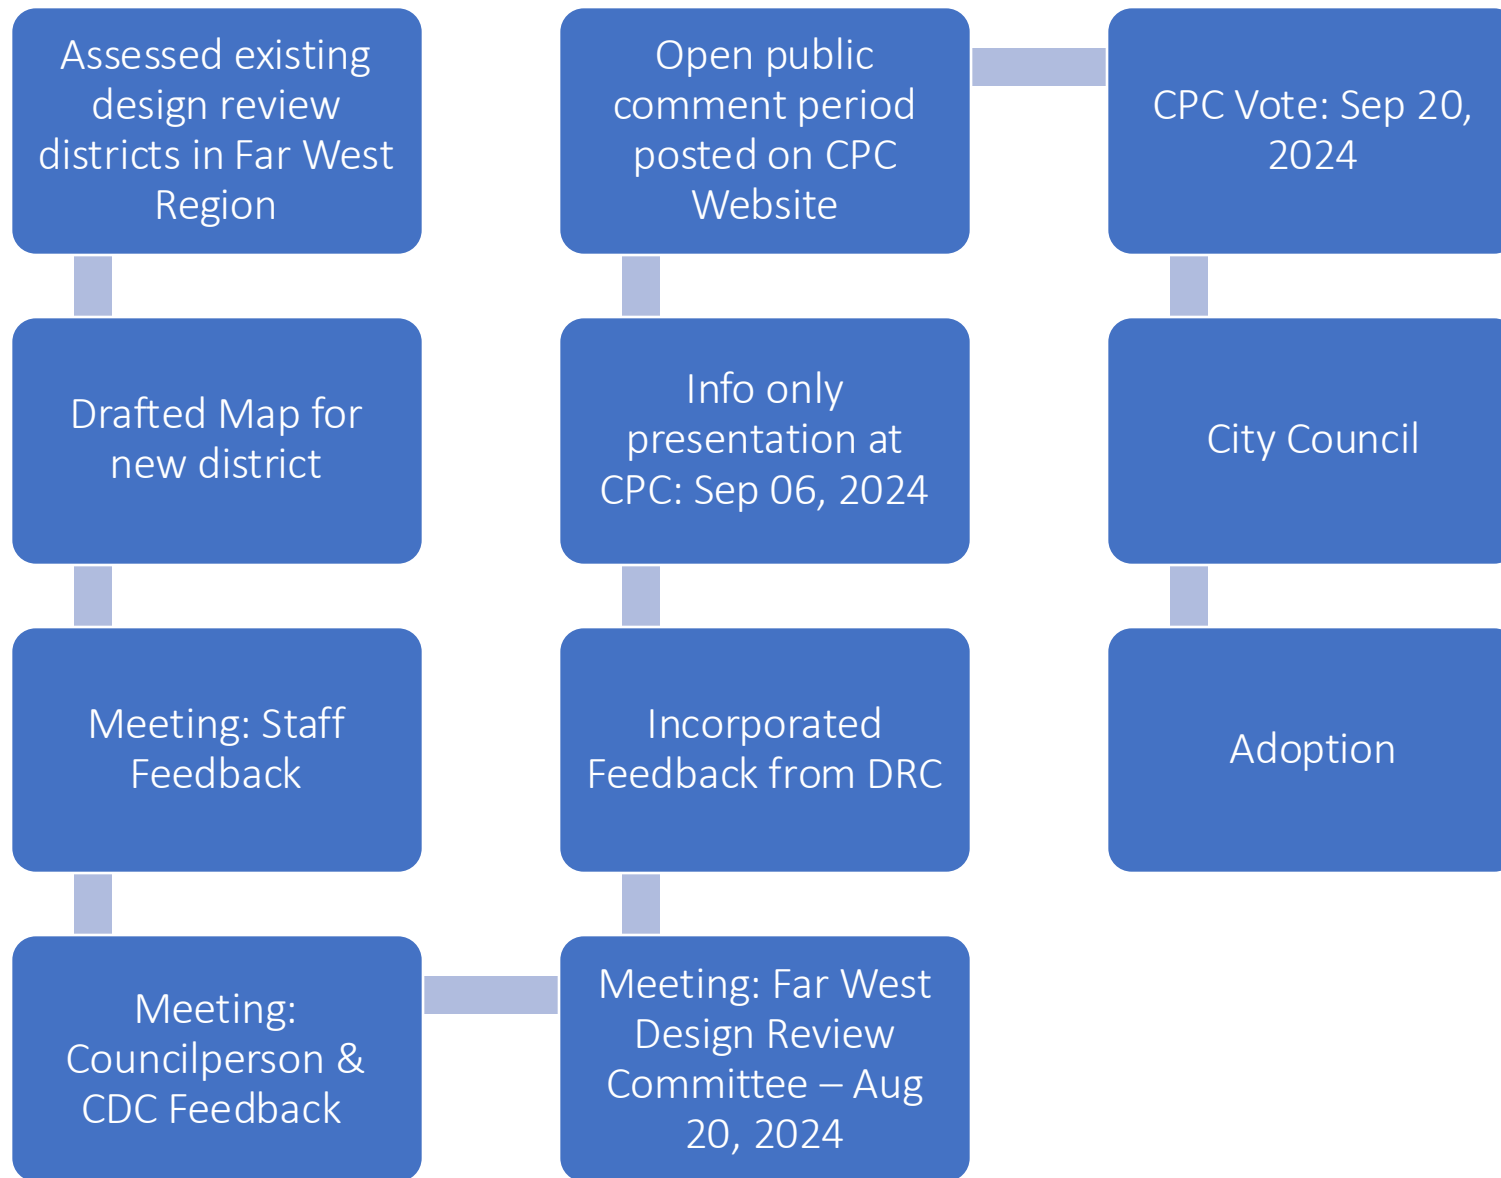 Assessed existing
design review
districts in Far West
Region
Drafted Map for
new district
Meeting: Staff
Feedback
Meeting:
Councilperson &
CDC Feedback
Meeting: Far West
Design Review
Committee – Aug
20, 2024
Incorporated
Feedback from DRC
Info only
presentation at
CPC: Sep 06, 2024
Open public
comment period
posted on CPC
Website
CPC Vote: Sep 20,
2024
City Council
Adoption